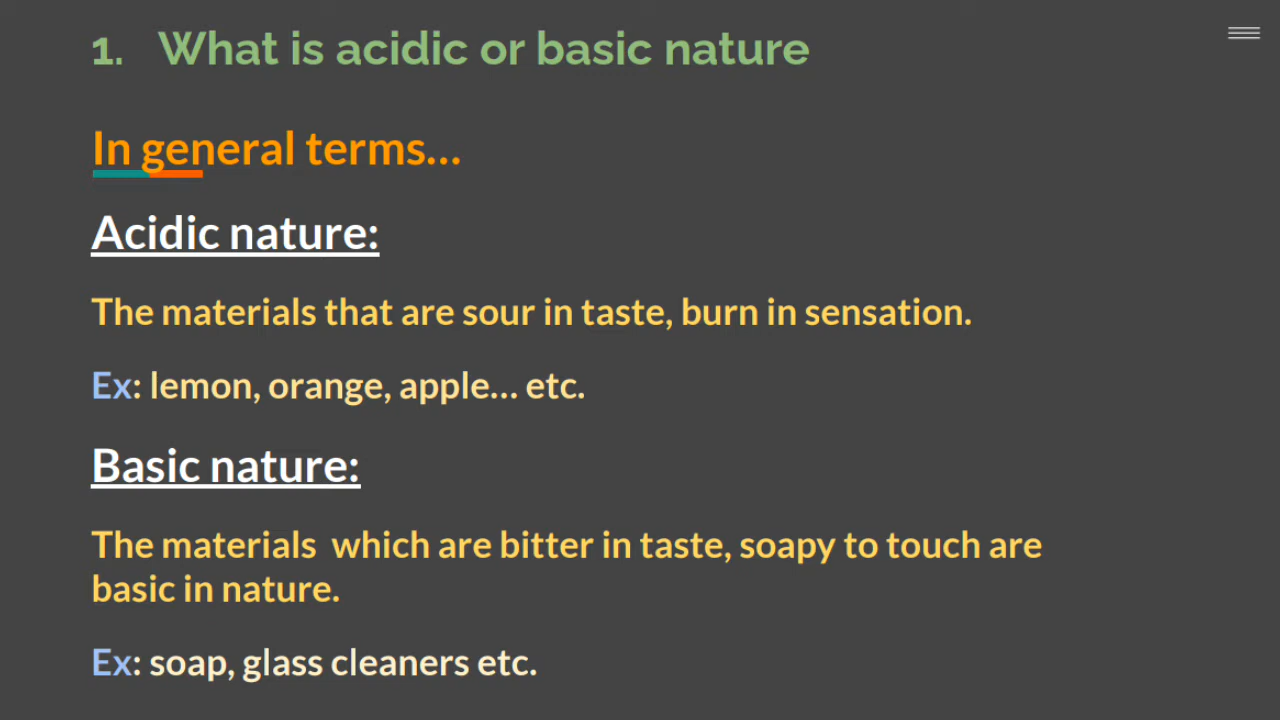 1. What is acidic or basic nature
In general terms...
Acidic nature:
The materials that are sour in taste, burn in sensation.
Ex: lemon, orange, apple... etc.
Basic nature:
The materials  which are bitter in taste, soapy to touch are
basic in nature.
Ex: soap, glass cleaners etc.